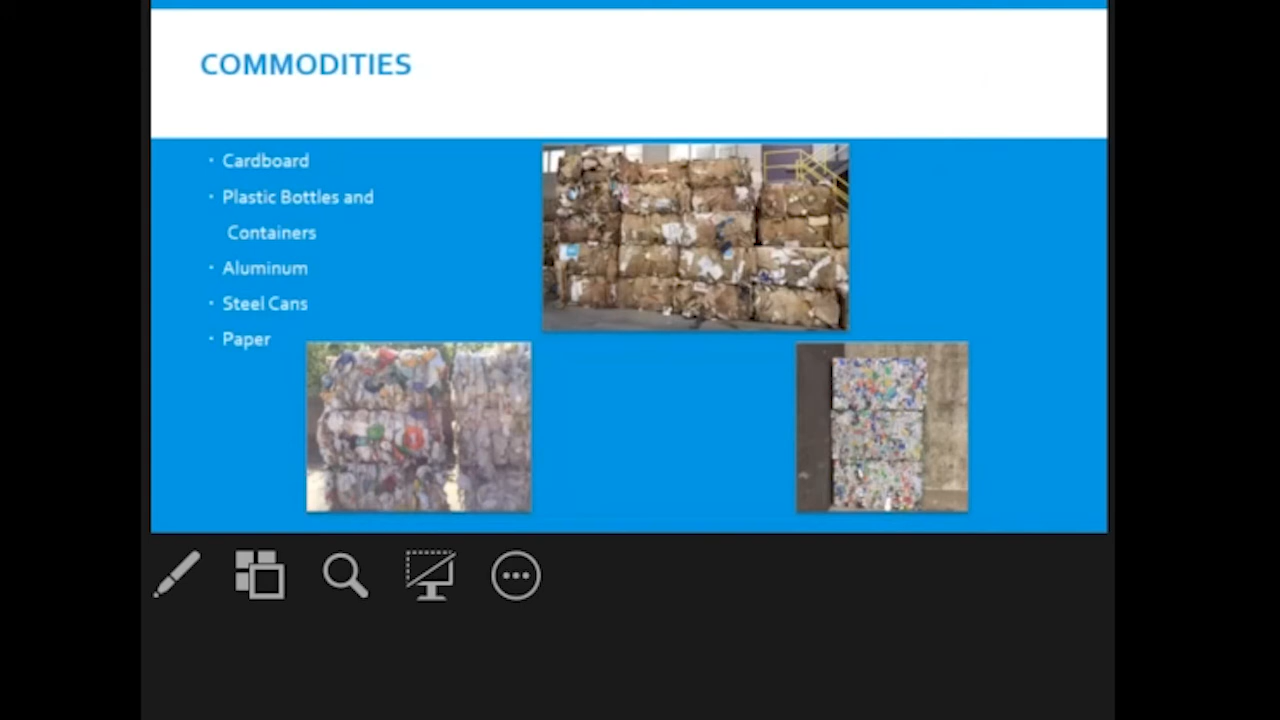 COMMODITIES
• Cardboard
• Plastic Bottles and
Containers
• Aluminum
• Steel Cans
• Paper